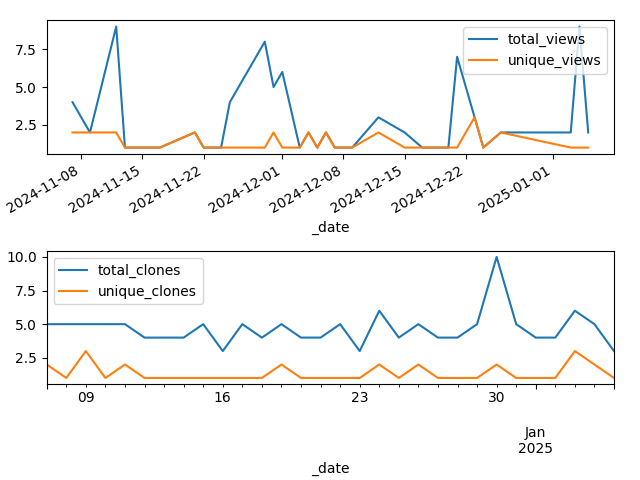 total_views
unique_views
7.5
5.0
2.5
2024-11-08
2024-11-15
2024-11-22
2024-12-01
2024-12-08
2024-12-15
2024-12-22
2025-01-01
_date
total_clones
unique_clones
10.0
7.5
5.0
2.5
09
16
23
30
Jan
2025
_date